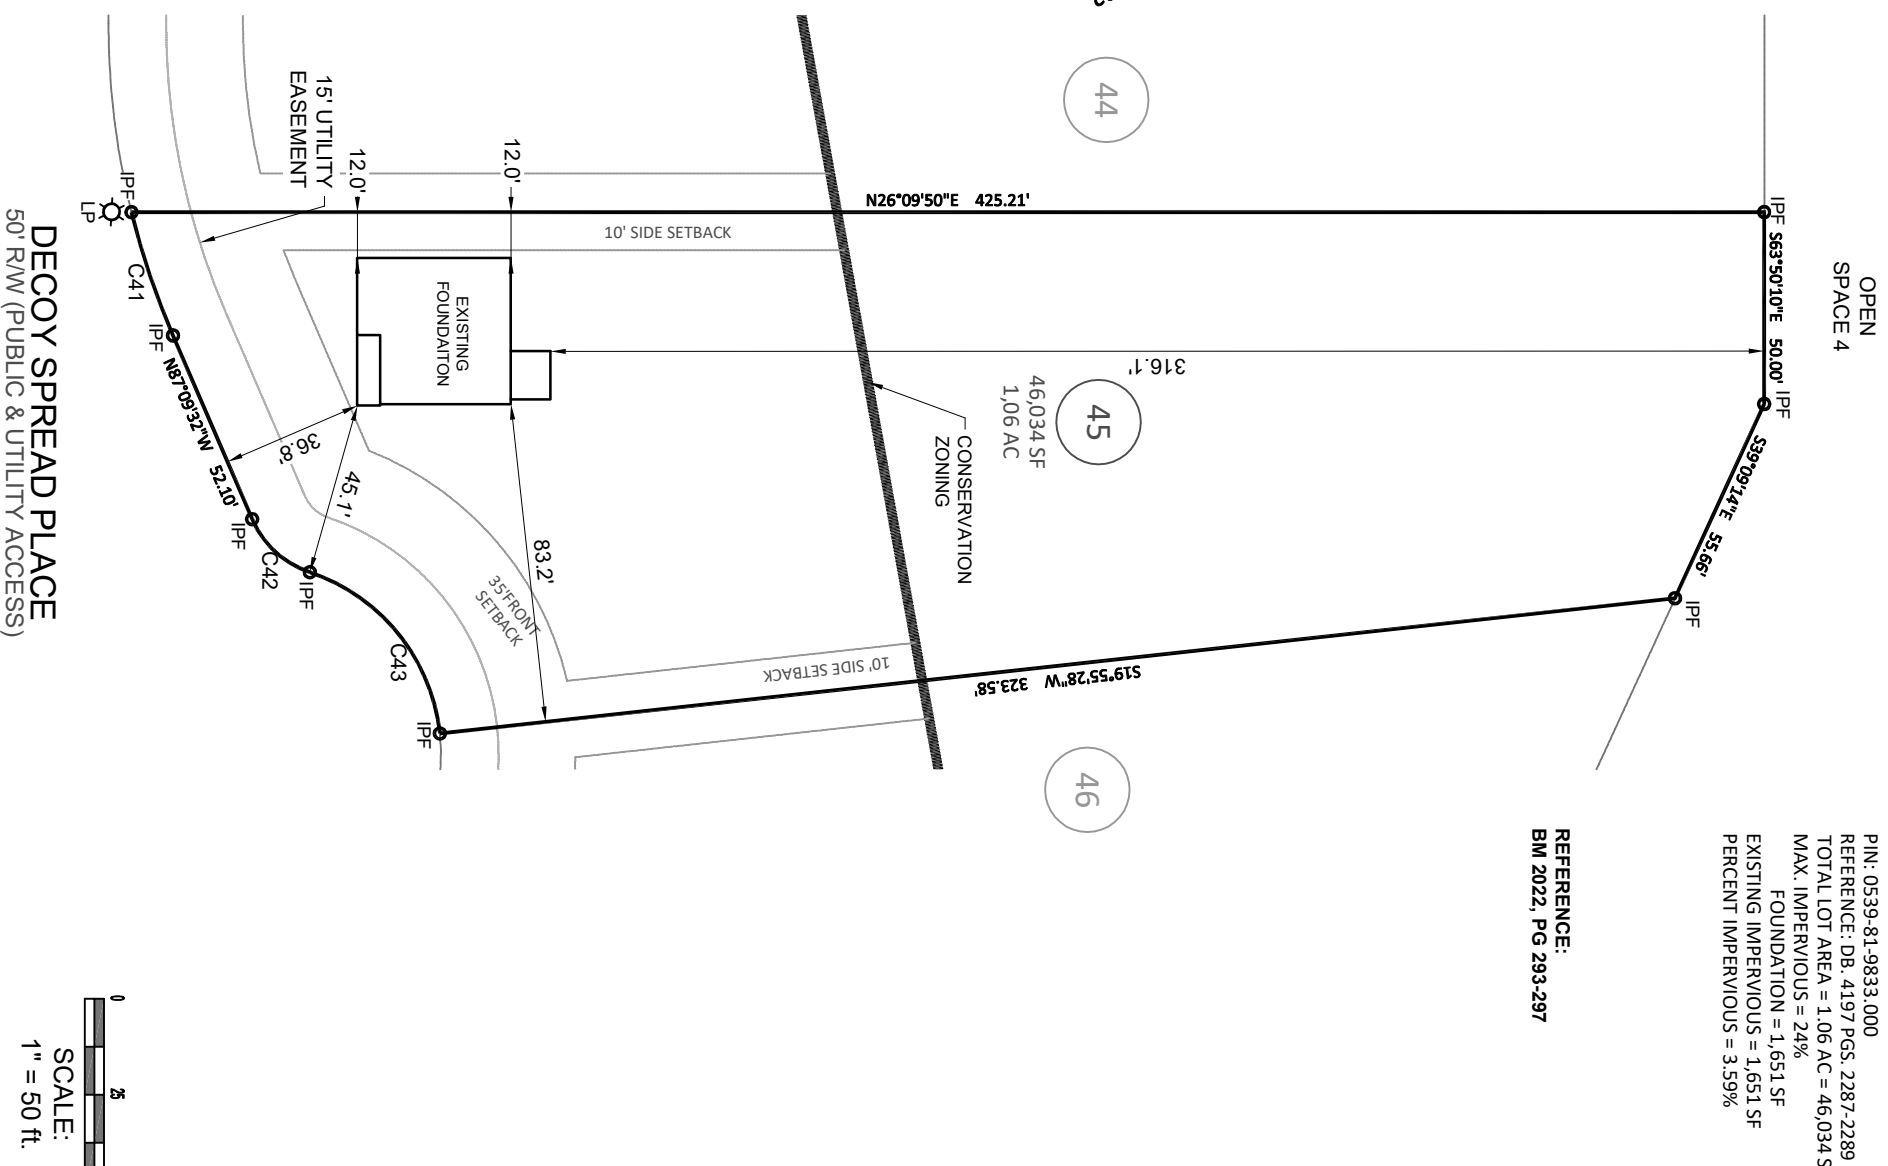 PIN: 0539-81-9833.000
REFERENCE: DB. 4197 PGS. 2287-2289
TOTAL LOT AREA = 1.06 AC = 46,034 S
MAX. IMPERVIOUS = 24%
FOUNDATION = 1,651 SF
EXISTING IMPERVIOUS = 1,651 SF
PERCENT IMPERVIOUS = 3.59%
REFERENCE:
BM 2022, PG 293-297
OPEN
SPACE 4
IPF
S63°50'10"E 50.00'
IPF
S39°09'14"E 55.66'
IPF
44
N26°09'50"E 425.21'
316.1'
45
46,034 SF
1,06 AC
CONSERVATION
ZONING
S19°55'28"W 323.58'
46
10' SIDE SETBACK
10' SIDE SETBACK
12.0'
12.0'
EXISTING
FOUNDAITON
83.2'
35'FRONT
SETBACK
15' UTILITY
EASEMENT
36.8'
45.1'
IPF
LP
C41
IPF
N87°09'32"W 52.10'
IPF
C42
IPF
C43
IPF
DECOY SPREAD PLACE
50' R/W (PUBLIC & UTILITY ACCESS)
0
25
SCALE:
1" = 50 ft.